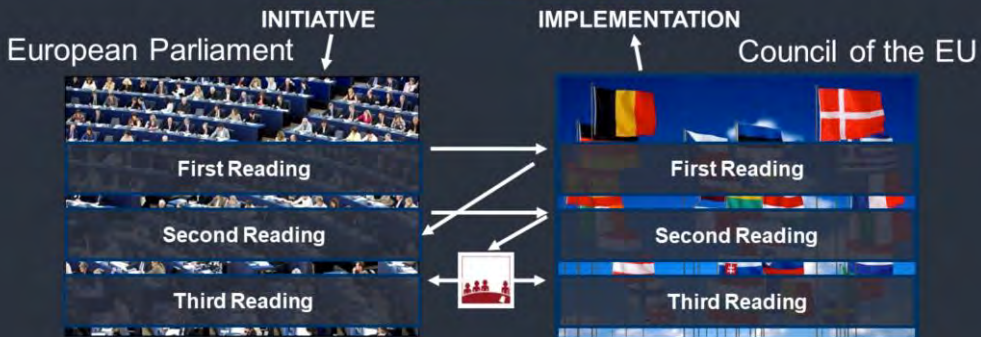 INITIATIVE
IMPLEMENTATION
European Parliament
Council of the EU
First Reading
First Reading
Second Reading
Second Reading
Third Reading
Third Reading